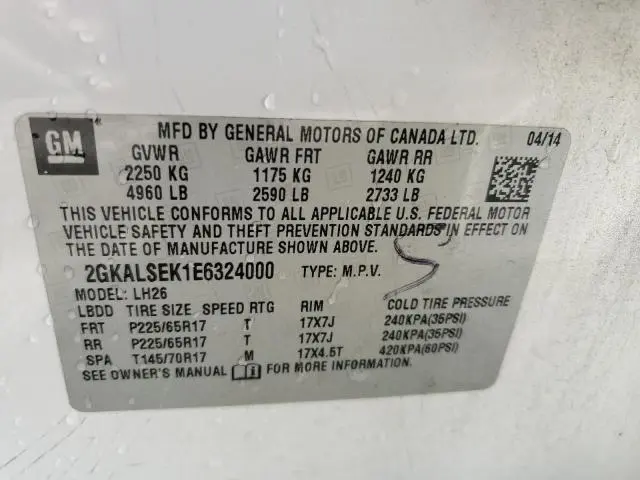 GM
MFD BY GENERAL MOTORS OF CANADA LTD. 04/14
GVWR GAWR FRT GAWR RR
2250 KG 1175 KG 1240 KG
4960 LB 2590 LB 2733 LB
THIS VEHICLE CONFORMS TO ALL APPLICABLE U.S. FEDERAL MOTOR
VEHICLE SAFETY AND THEFT PREVENTION STANDARDS IN EFFECT ON
THE DATE OF MANUFACTURE SHOWN ABOVE.
2GKALSEK1E6324000 TYPE: M.P.V.
MODEL: LH26
LBDD TIRE SIZE SPEED RTG RIM COLD TIRE PRESSURE
FRT P225/65R17 T 17X7J 240KPA(35PSI)
RR P225/65R17 T 17X7J 240KPA(35PSI)
SPA T145/70R17 M 17X4.5T 420KPA(60PSI)
SEE OWNER'S MANUAL FOR MORE INFORMATION.